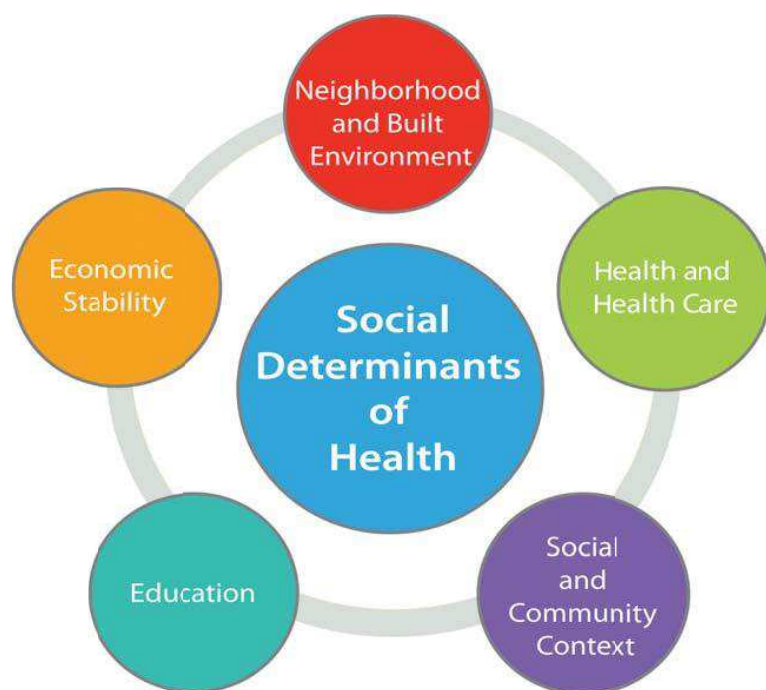 Neighborhood
and Built
Environment
Economic
Stability
Health and
Health Care
Social
Determinants
of
Health
Education
Social
and
Community
Context